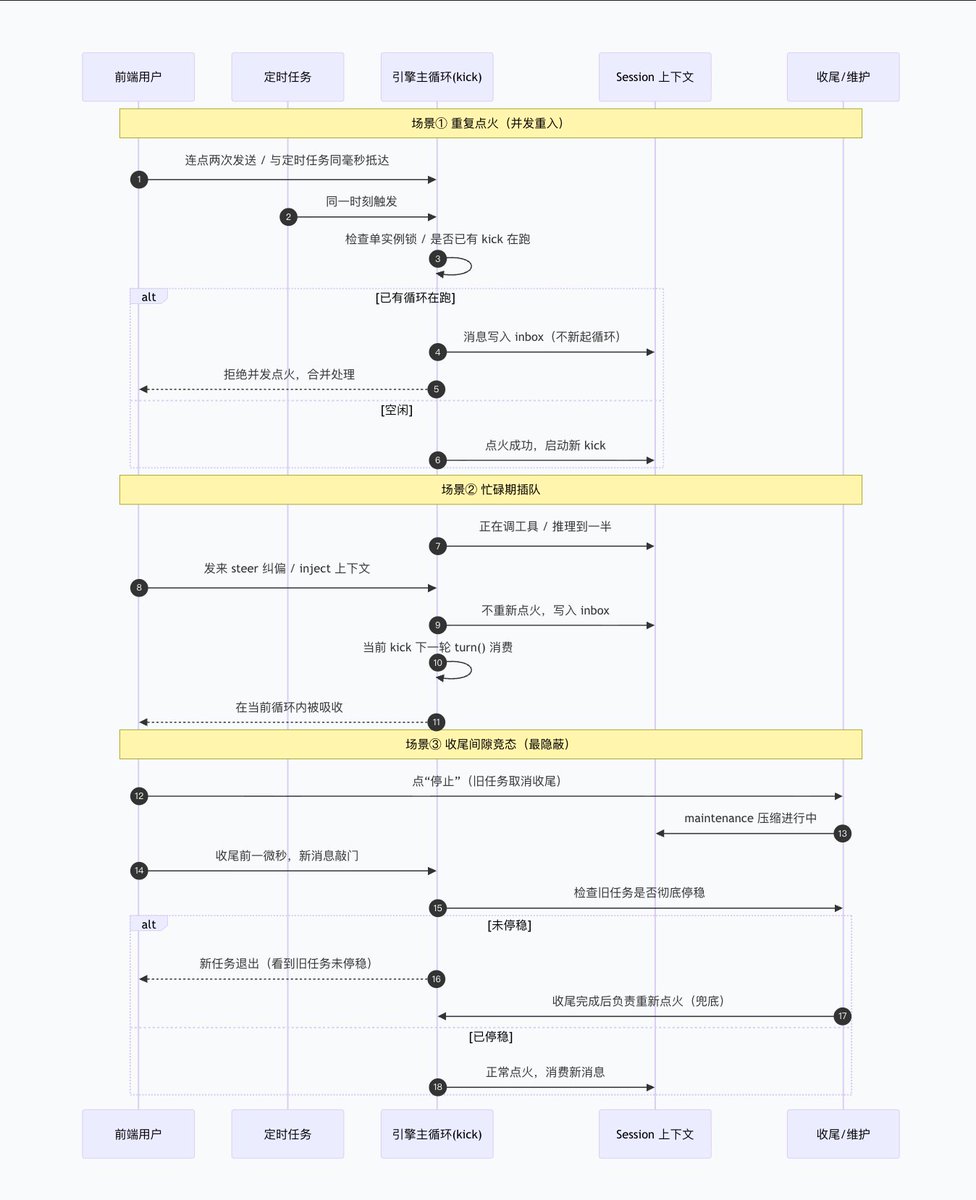 前端用户
定时任务
引擎主循环(kick)
Session 上下文
收尾/维护
场景① 重复点火（并发重入）
连点两次发送 / 与定时任务同毫秒抵达
1
同一时刻触发
2
检查单实例锁 / 是否已有 kick 在跑
3
alt
[已有循环在跑]
消息写入 inbox（不新起循环）
4
拒绝并发点火，合并处理
5
[空闲]
点火成功，启动新 kick
6
场景② 忙碌期插队
正在调工具 / 推理到一半
7
发来 steer 纠偏 / inject 上下文
8
不重新点火，写入 inbox
9
当前 kick 下一轮 turn() 消费
10
在当前循环内被吸收
11
场景③ 收尾间隙竞态（最隐蔽）
点“停止”（旧任务取消收尾）
12
maintenance 压缩进行中
13
收尾前一微秒，新消息敲门
14
检查旧任务是否彻底停稳
15
alt
[未停稳]
新任务退出（看到旧任务未停稳）
16
收尾完成后负责重新点火（兜底）
17
[已停稳]
正常点火，消费新消息
18
前端用户
定时任务
引擎主循环(kick)
Session 上下文
收尾/维护